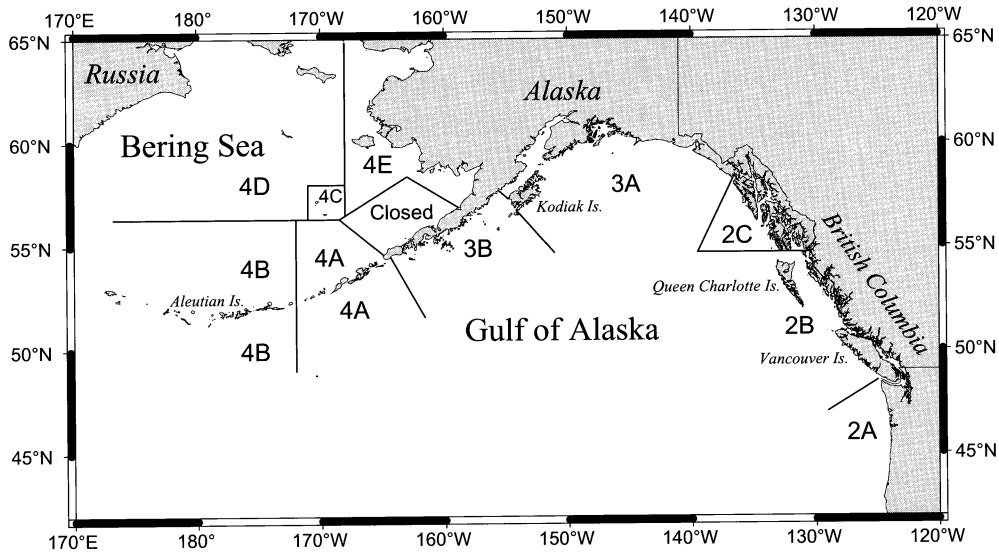 170°E 180° 170°W 160°W 150°W 140°W 130°W 120°W
65°N 65°N
Russia
Alaska
60°N 60°N
Bering Sea
4E
4D 4C 3A
Closed Kodiak Is.
British Columbia
55°N 4A 3B 2C 55°N
4B
Queen Charlotte Is.
Aleutian Is. 4A
2B
Gulf of Alaska
50°N 4B 50°N
Vancouver Is.
2A
45°N 45°N
170°E 180° 170°W 160°W 150°W 140°W 130°W 120°W